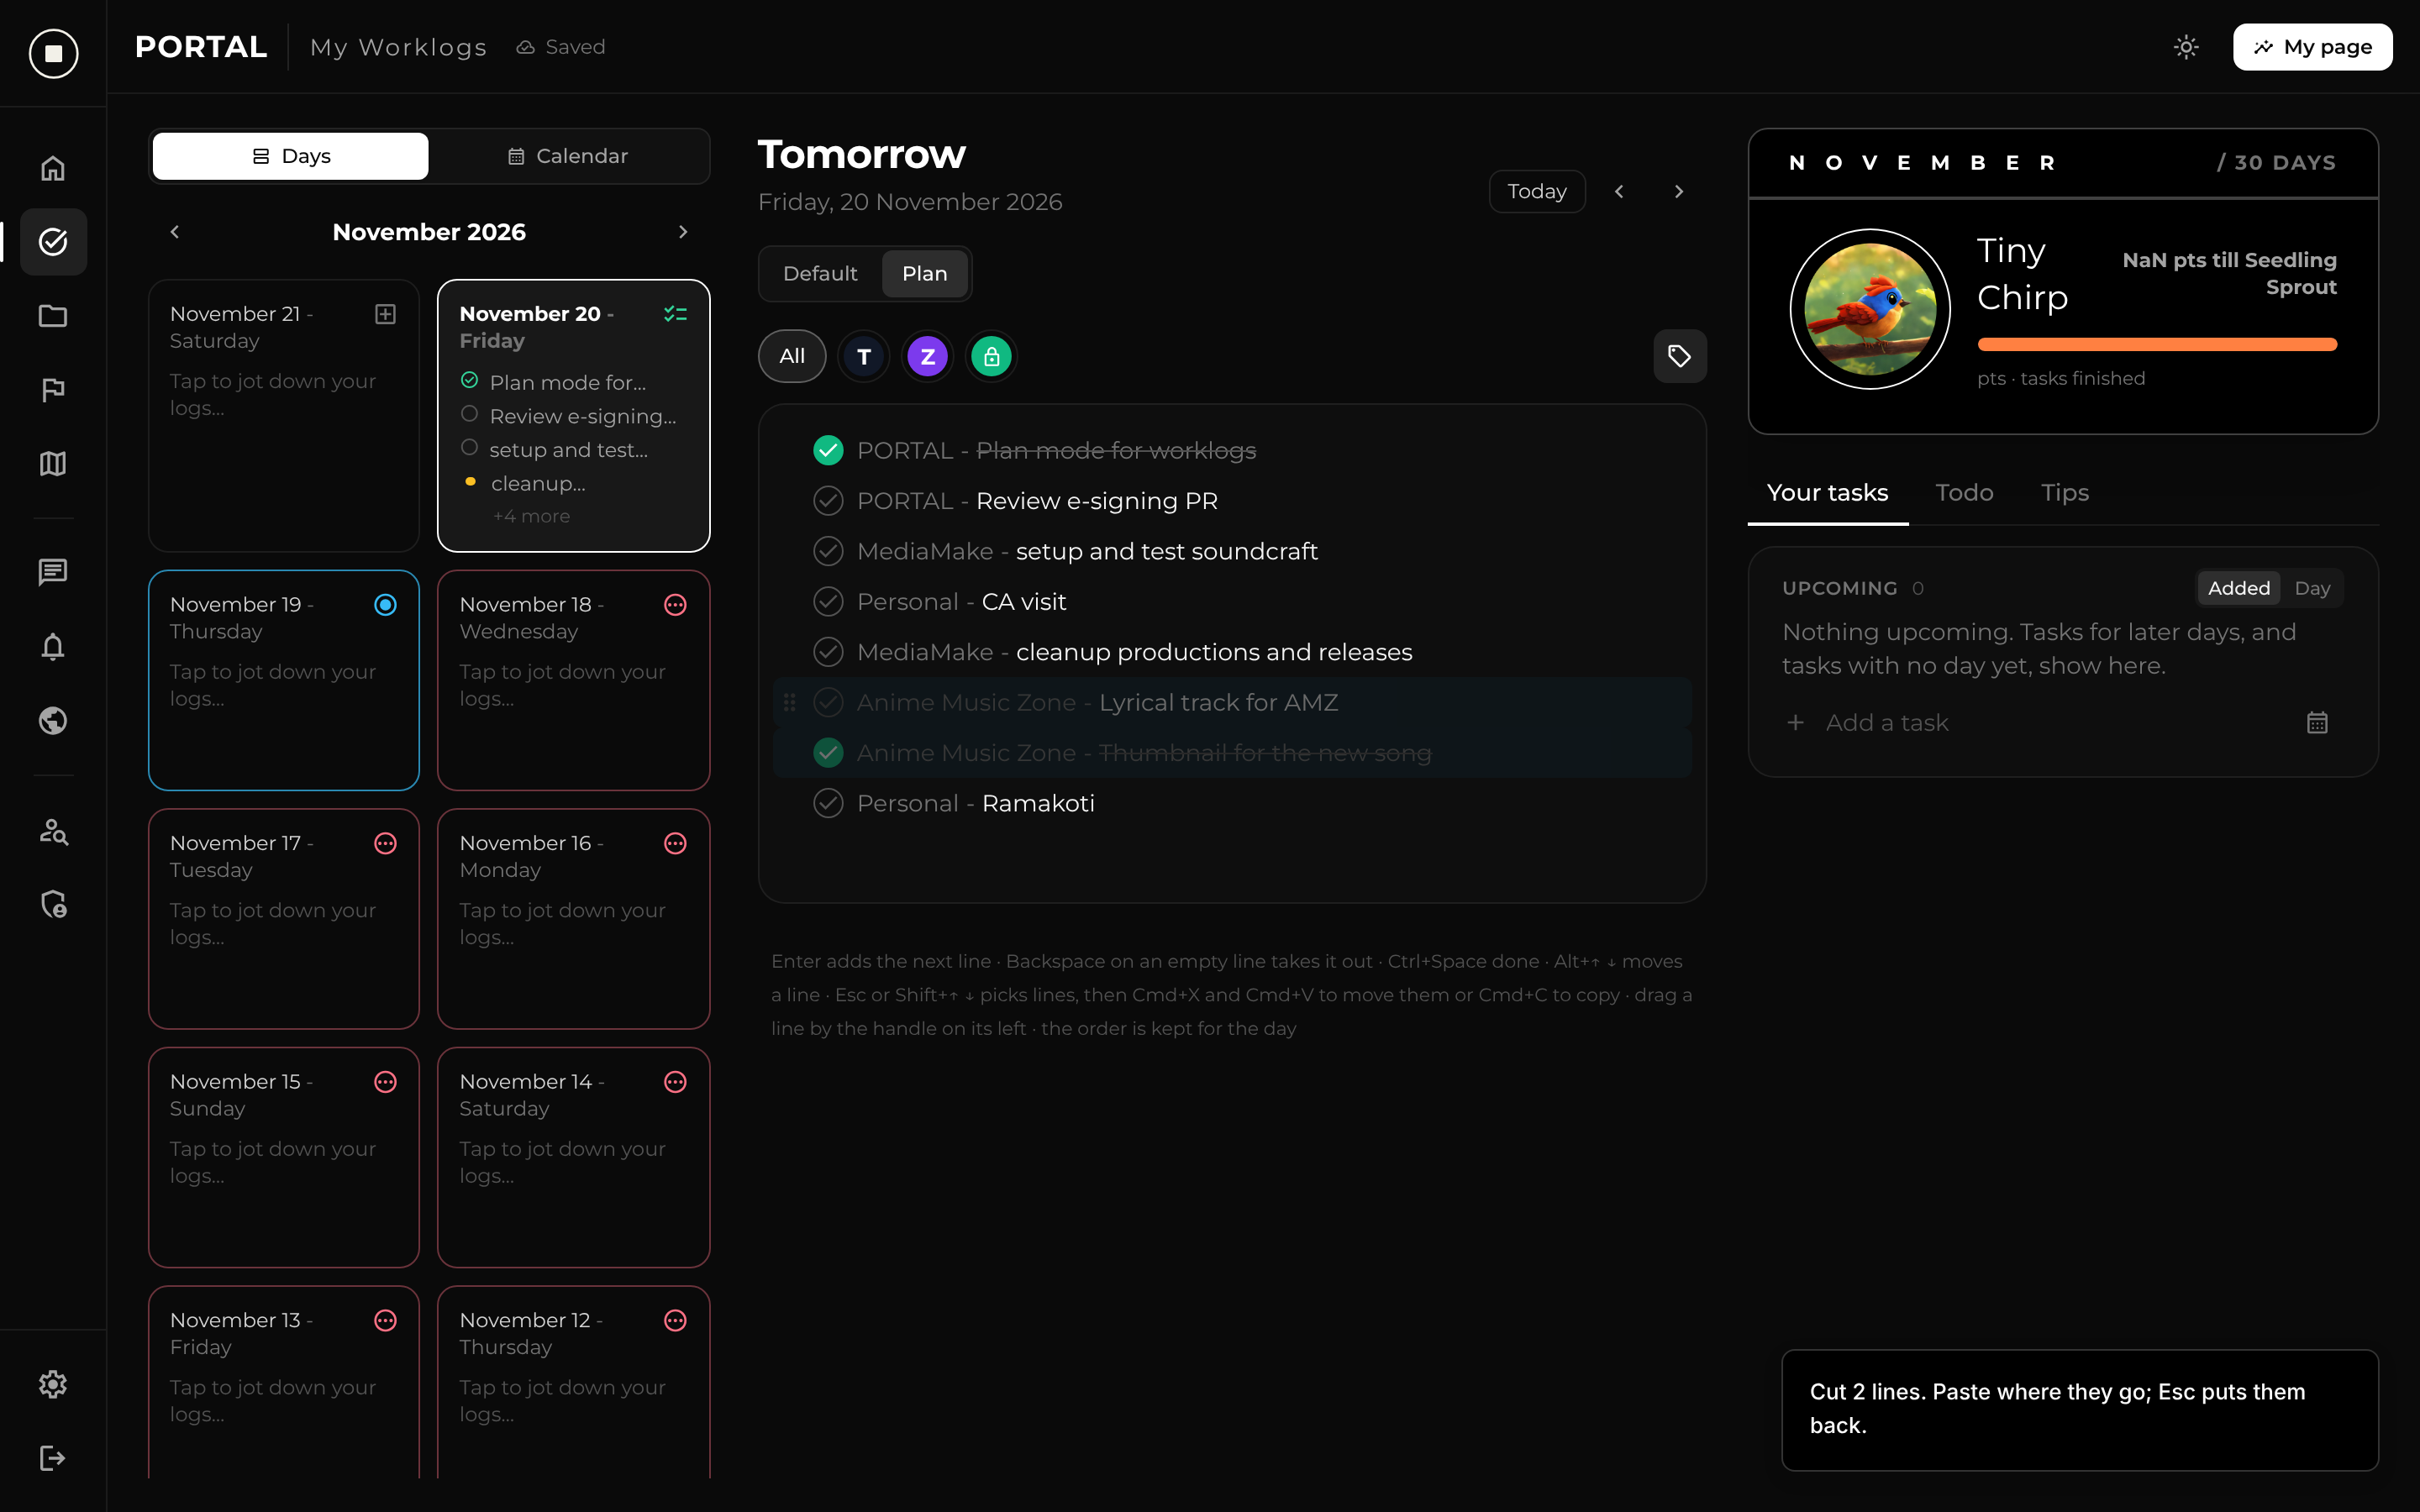 PORTAL
My Worklogs
Saved
My page
Days
Calendar
November 2026
November 21 -
Saturday
Tap to jot down your
logs...
November 20 -
Friday
Plan mode for...
Review e-signing...
setup and test...
cleanup...
+4 more
November 19 -
Thursday
Tap to jot down your
logs...
November 18 -
Wednesday
Tap to jot down your
logs...
November 17 -
Tuesday
Tap to jot down your
logs...
November 16 -
Monday
Tap to jot down your
logs...
November 15 -
Sunday
Tap to jot down your
logs...
November 14 -
Saturday
Tap to jot down your
logs...
November 13 -
Friday
Tap to jot down your
logs...
November 12 -
Thursday
Tap to jot down your
logs...
Tomorrow
Friday, 20 November 2026
Today
Default
Plan
All
T
Z
PORTAL - Plan mode for worklogs
PORTAL - Review e-signing PR
MediaMake - setup and test soundcraft
Personal - CA visit
MediaMake - cleanup productions and releases
Anime Music Zone - Lyrical track for AMZ
Anime Music Zone - Thumbnail for the new song
Personal - Ramakoti
Enter adds the next line · Backspace on an empty line takes it out · Ctrl+Space done · Alt+↑ ↓ moves
a line · Esc or Shift+↑ ↓ picks lines, then Cmd+X and Cmd+V to move them or Cmd+C to copy · drag a
line by the handle on its left · the order is kept for the day
NOVEMBER
/ 30 DAYS
Tiny
Chirp
NaN pts till Seedling
Sprout
pts · tasks finished
Your tasks
Todo
Tips
UPCOMING 0
Added
Day
Nothing upcoming. Tasks for later days, and
tasks with no day yet, show here.
Add a task
Cut 2 lines. Paste where they go; Esc puts them
back.